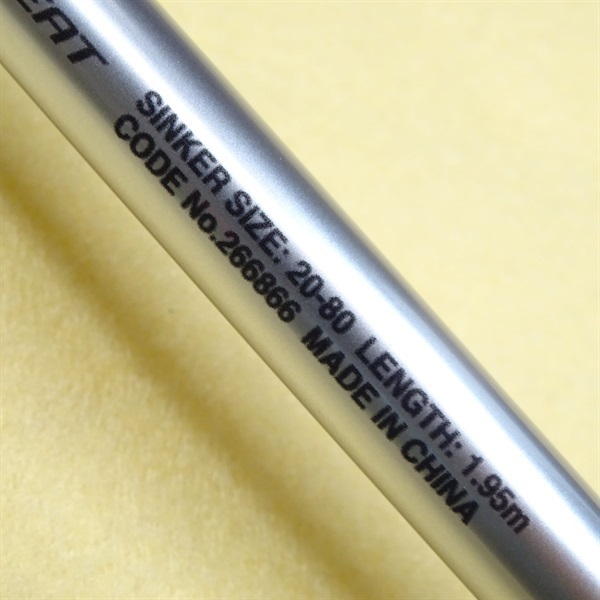 SINKER SIZE: 20-80 LENGTH: 1.95m
CODE No.266866 MADE IN CHINA